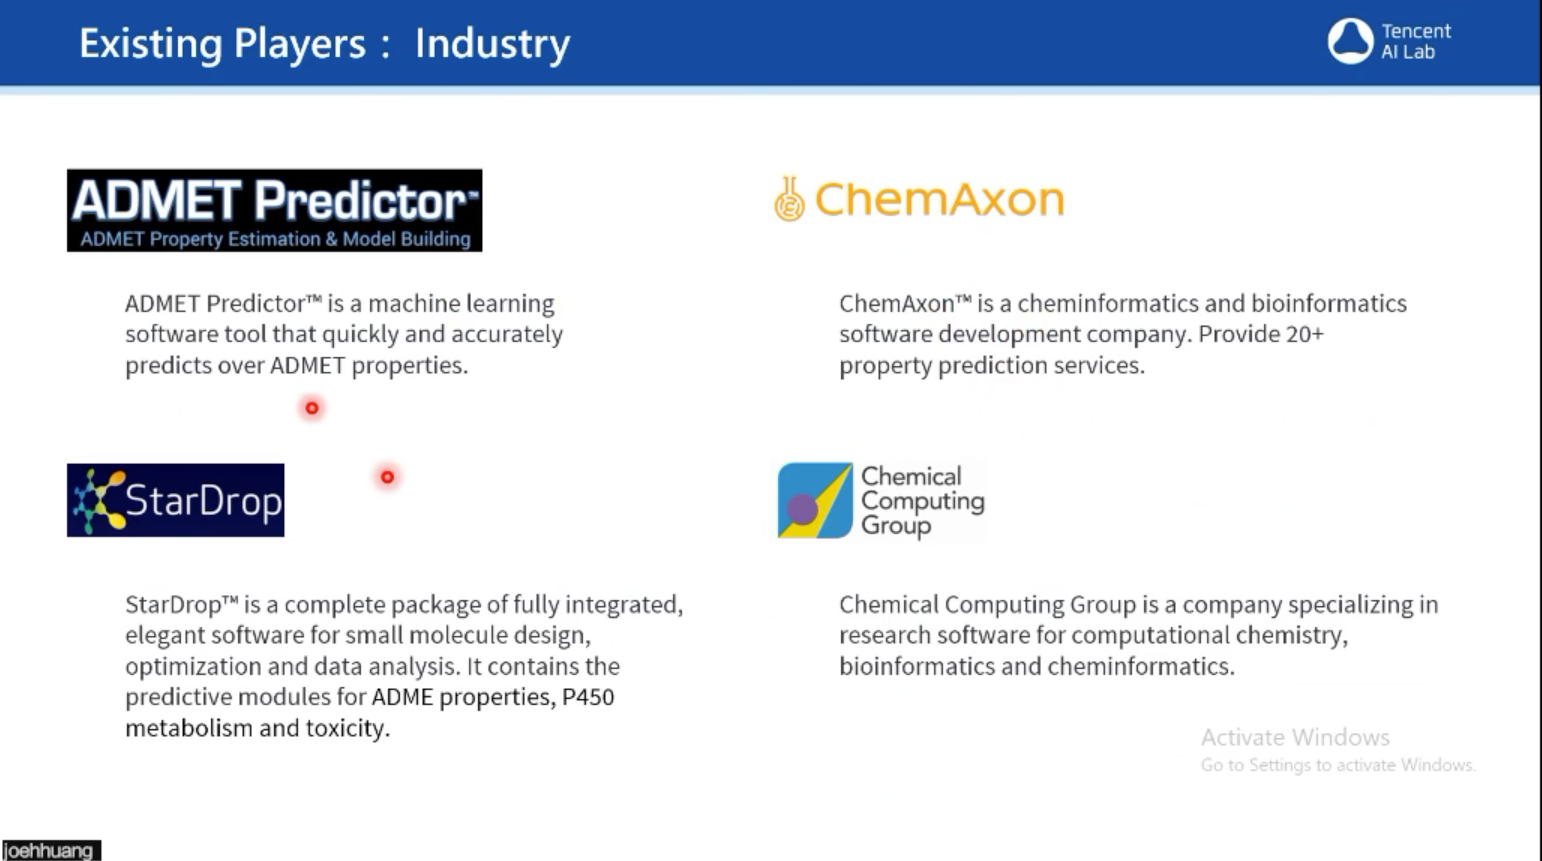 Existing Players： Industry
Tencent
AI Lab
ADMET Predictor™
ADMET Property Estimation & Model Building
ADMET Predictor™ is a machine learning
software tool that quickly and accurately
predicts over ADMET properties.
ChemAxon
ChemAxon™ is a cheminformatics and bioinformatics
software development company. Provide 20+
property prediction services.
StarDrop
StarDrop™ is a complete package of fully integrated,
elegant software for small molecule design,
optimization and data analysis. It contains the
predictive modules for ADME properties, P450
metabolism and toxicity.
Chemical
Computing
Group
Chemical Computing Group is a company specializing in
research software for computational chemistry,
bioinformatics and cheminformatics.
Activate Windows
Go to Settings to activate Windows.
joehhuang